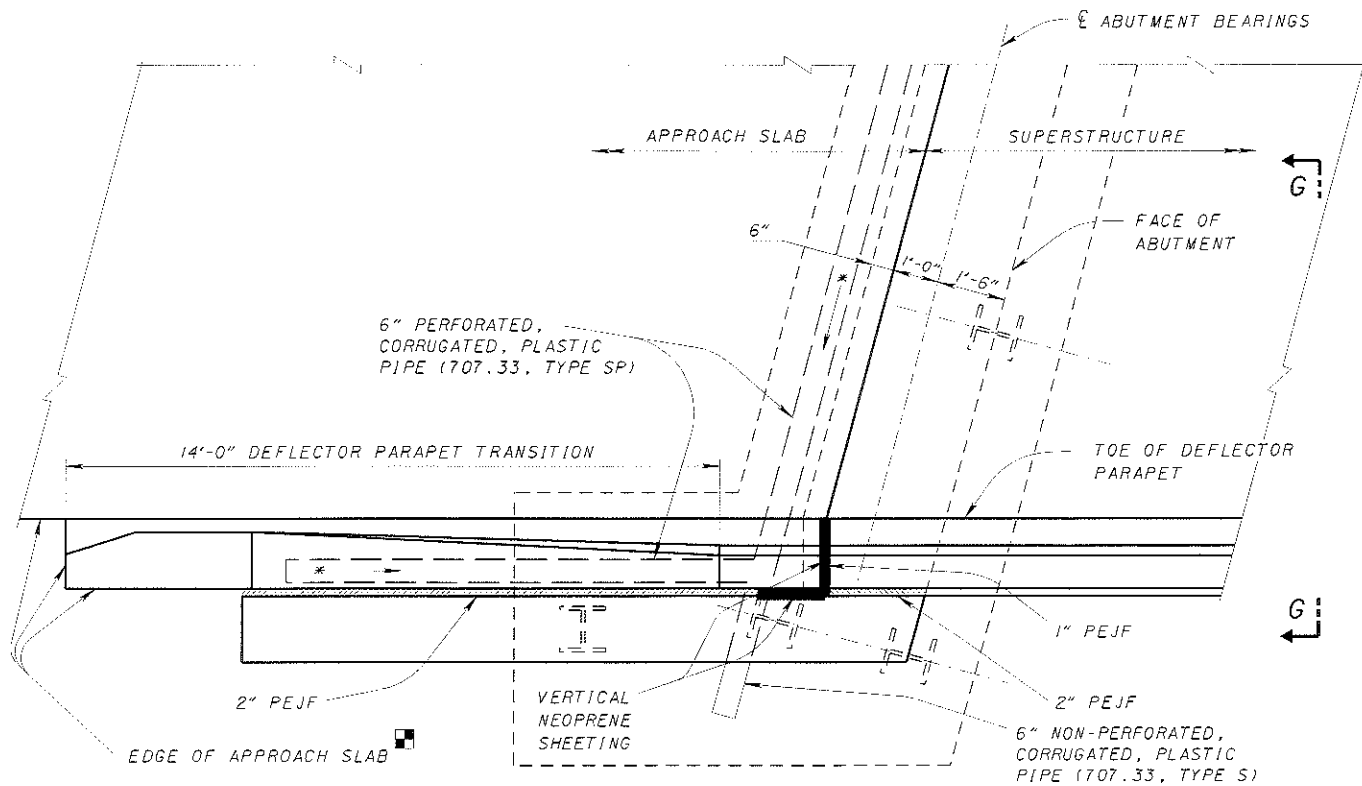 ℄ ABUTMENT BEARINGS
APPROACH SLAB
SUPERSTRUCTURE
G
FACE OF
ABUTMENT
6"
1'-0"
1'-6"
*
6" PERFORATED,
CORRUGATED, PLASTIC
PIPE (707.33, TYPE SP)
14'-0" DEFLECTOR PARAPET TRANSITION
TOE OF DEFLECTOR
PARAPET
*
G
1" PEJF
2" PEJF
VERTICAL
NEOPRENE
SHEETING
2" PEJF
6" NON-PERFORATED,
CORRUGATED, PLASTIC
PIPE (707.33, TYPE S)
EDGE OF APPROACH SLAB